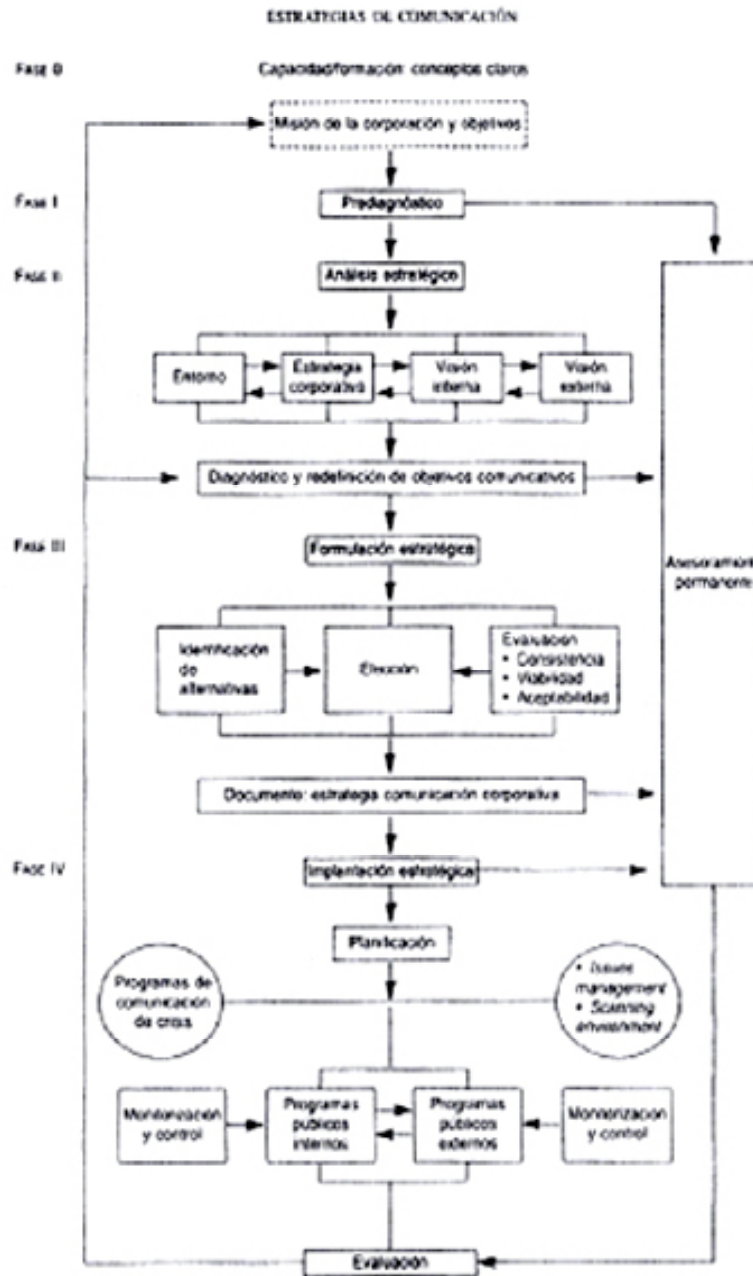 ESTRATEGIAS DE COMUNICACIÓN
FASE 0
Capacidad/formación: conceptos claros
Misión de la corporación y objetivos
FASE I
Prediagnóstico
FASE II
Análisis estratégico
Entorno
Estrategia
corporativa
Visión
interna
Visión
externa
Diagnóstico y redefinición de objetivos comunicativos
FASE III
Formulación estratégica
Asesoramiento
permanente
Identificación
de
alternativas
Elección
Evaluación
• Consistencia
• Viabilidad
• Aceptabilidad
Documento: estrategia comunicación corporativa
FASE IV
Implantación estratégica
Planificación
Programas de
comunicación
de crisis
• Issues
management
• Scanning
environment
Monitorización
y control
Programas
públicos
internos
Programas
públicos
externos
Monitorización
y control
Evaluación